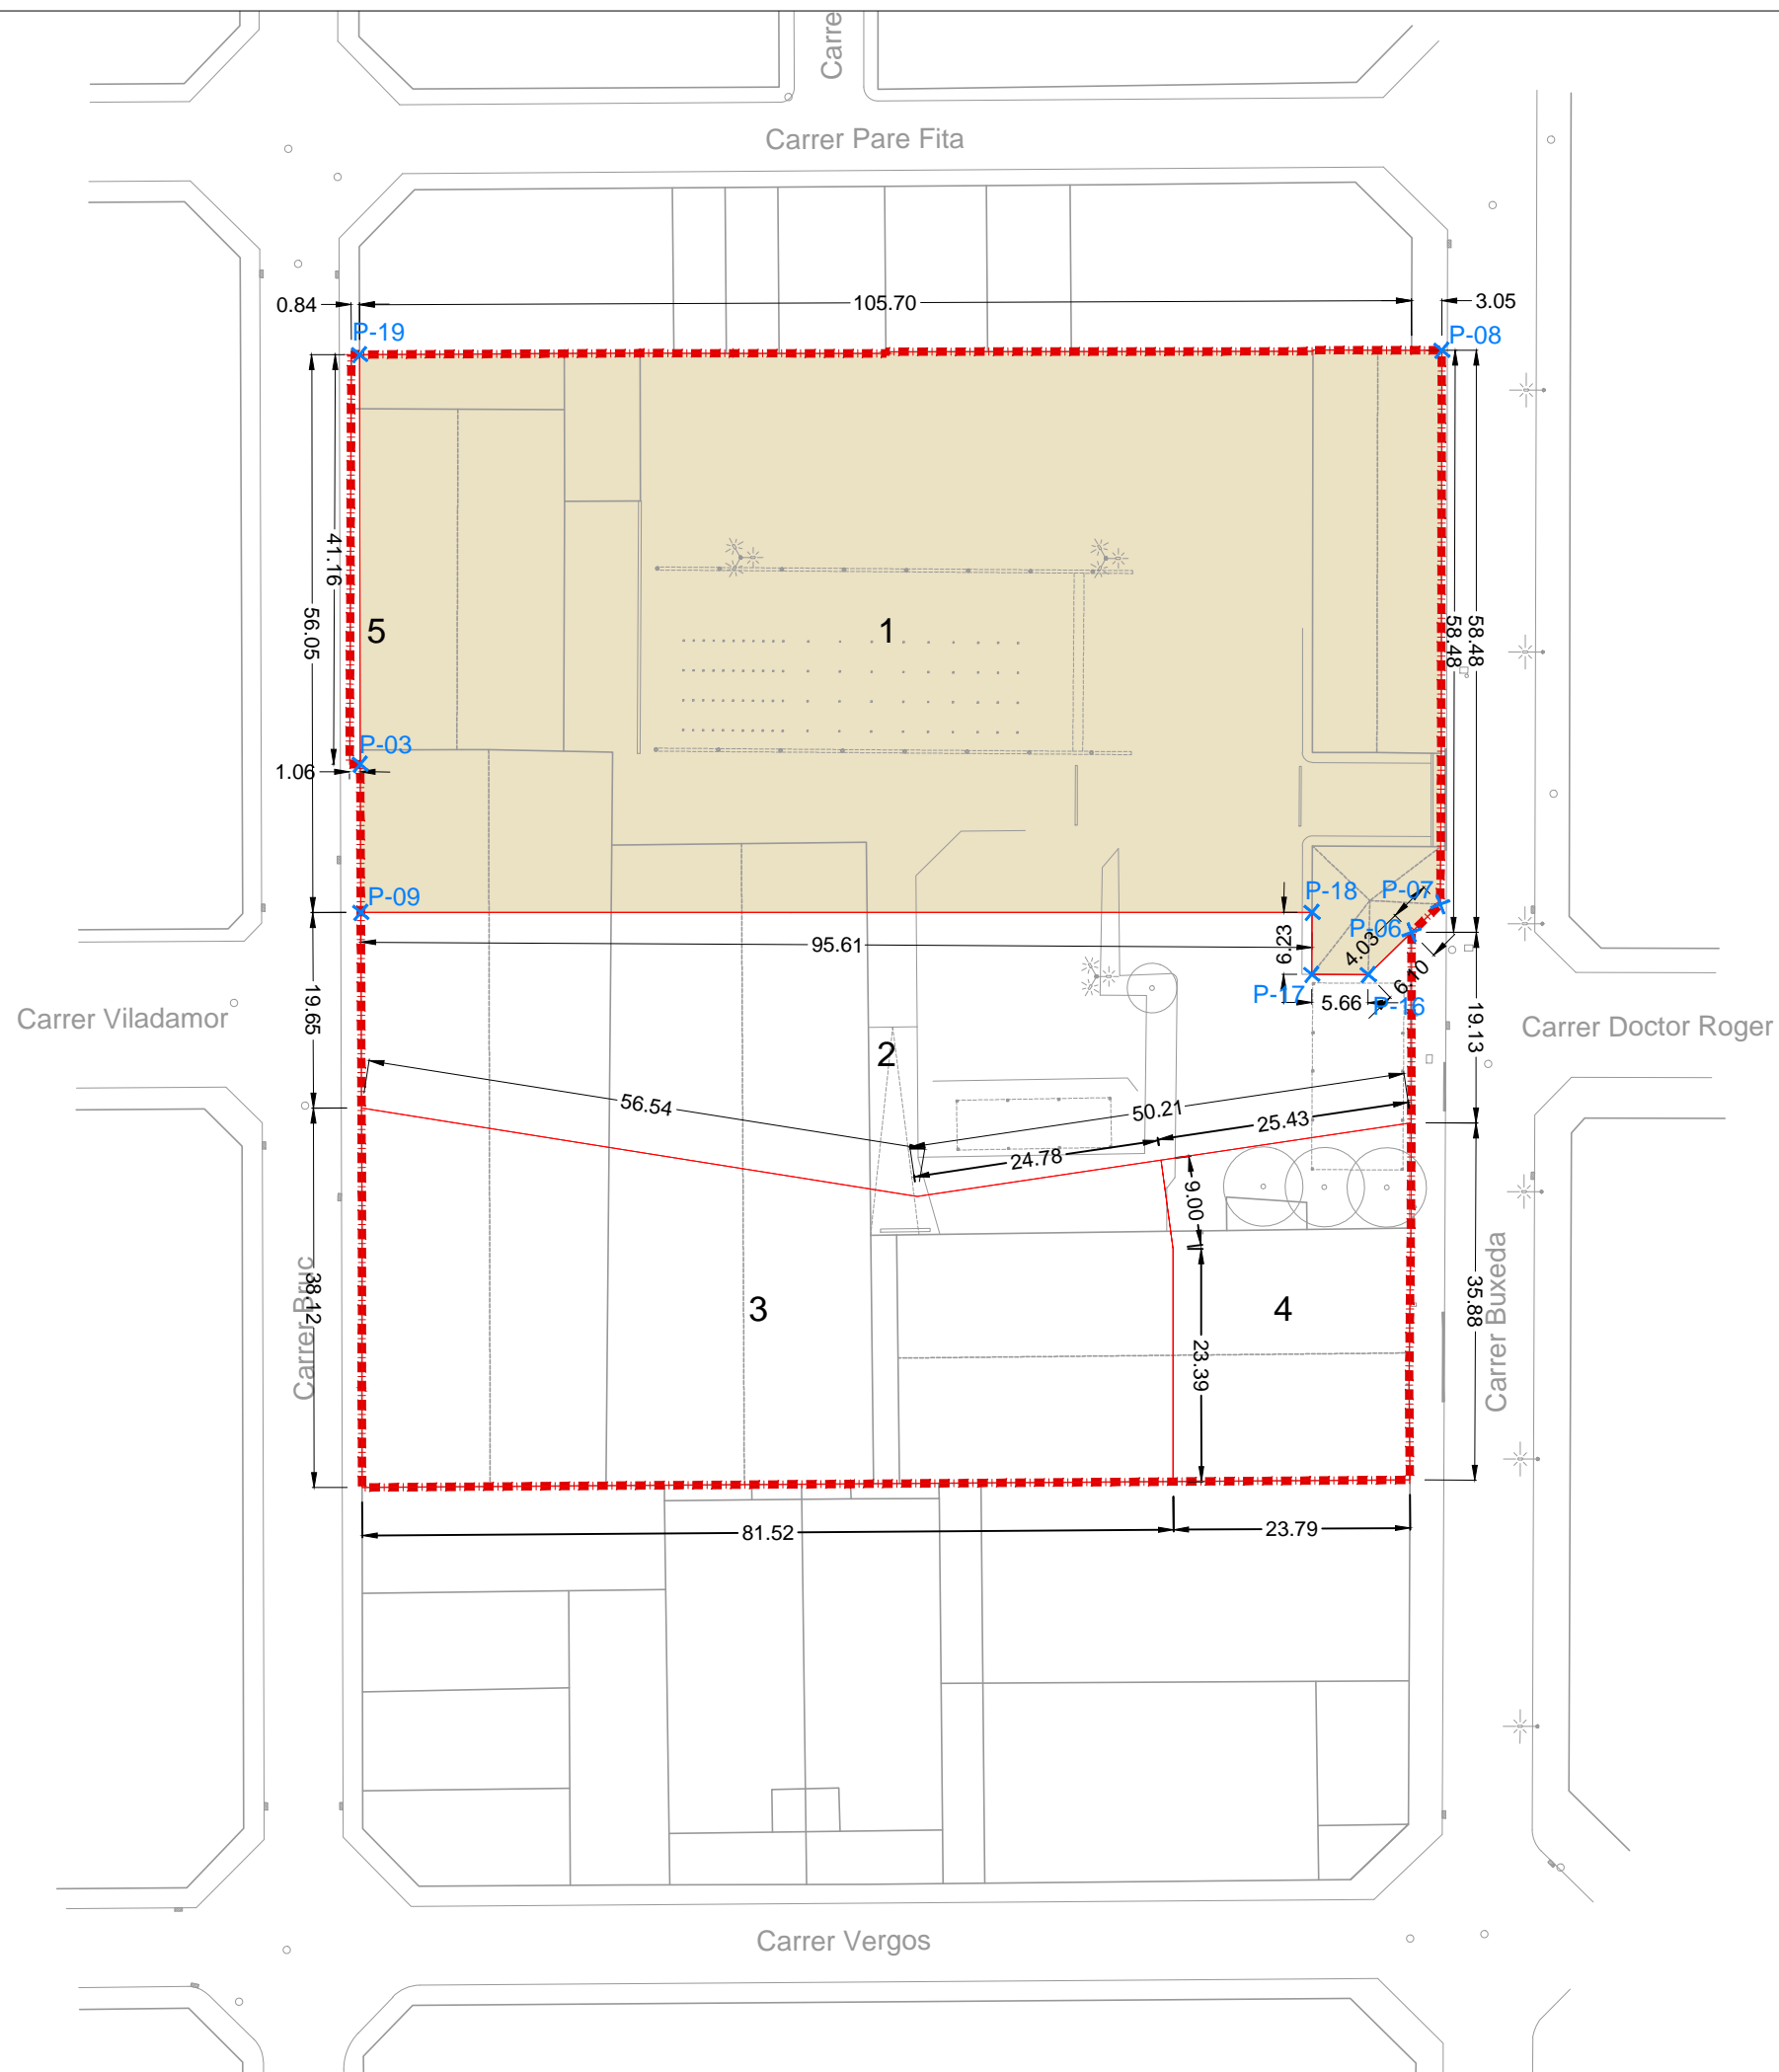 Carre
Carrer Pare Fita
0.84
105.70
3.05
P-19
P-08
41.16
56.05
58.48
58.48
5
1
P-03
1.06
P-09
P-18
P-07
P-06
95.61
6.23
4.03
6.10
P-17
5.66
P-16
19.65
19.13
Carrer Viladamor
Carrer Doctor Roger
2
56.54
50.21
25.43
24.78
9.00
38.12
Carrer Bruc
3
4
23.39
35.88
Carrer Buxeda
81.52
23.79
Carrer Vergos